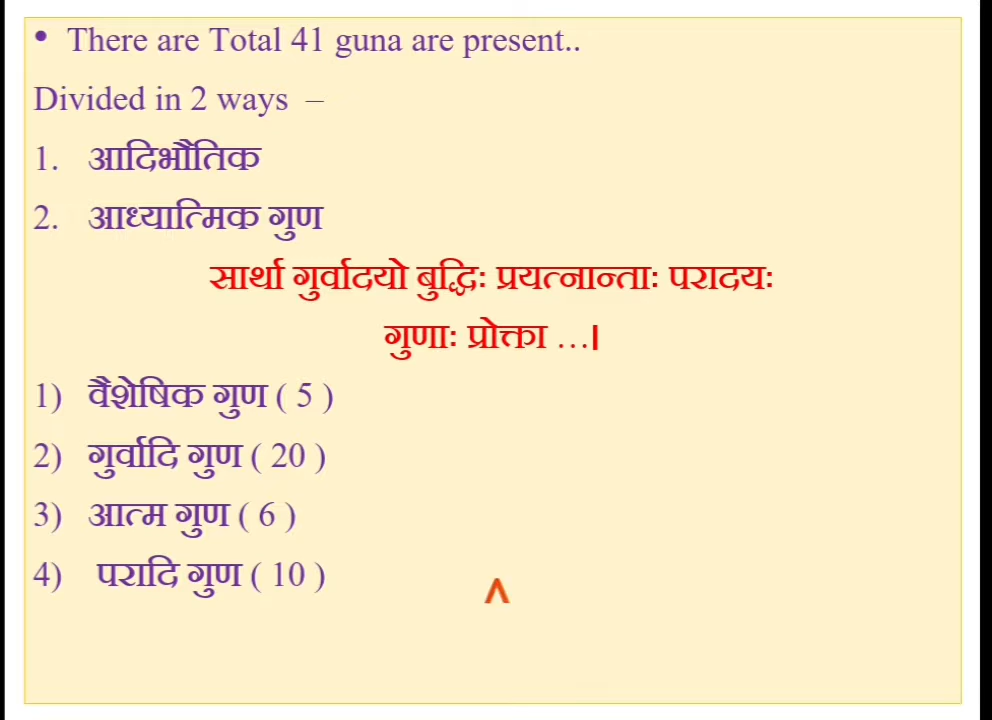 • There are Total 41 guna are present..
Divided in 2 ways –
1. आदिभौतिक
2. आध्यात्मिक गुण
सार्था गुर्वादयो बुद्धिः प्रयत्नान्ताः परादयः
गुणाः प्रोक्ता ...।
1) वैशेषिक गुण ( 5 )
2) गुर्वादि गुण ( 20 )
3) आत्म गुण ( 6 )
4) परादि गुण ( 10 )